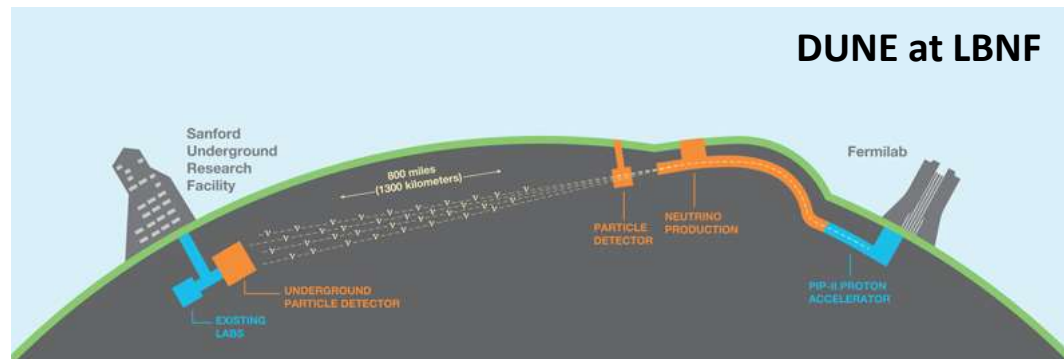 DUNE at LBNF
Sanford
Underground
Research
Facility
Fermilab
800 miles
(1300 kilometers)
ν ν ν ν ν ν ν
ν ν ν ν ν ν
ν ν ν ν ν ν
ν ν ν ν ν ν
PARTICLE
DETECTOR
NEUTRINO
PRODUCTION
UNDERGROUND
PARTICLE DETECTOR
PIP-II PROTON
ACCELERATOR
EXISTING
LABS